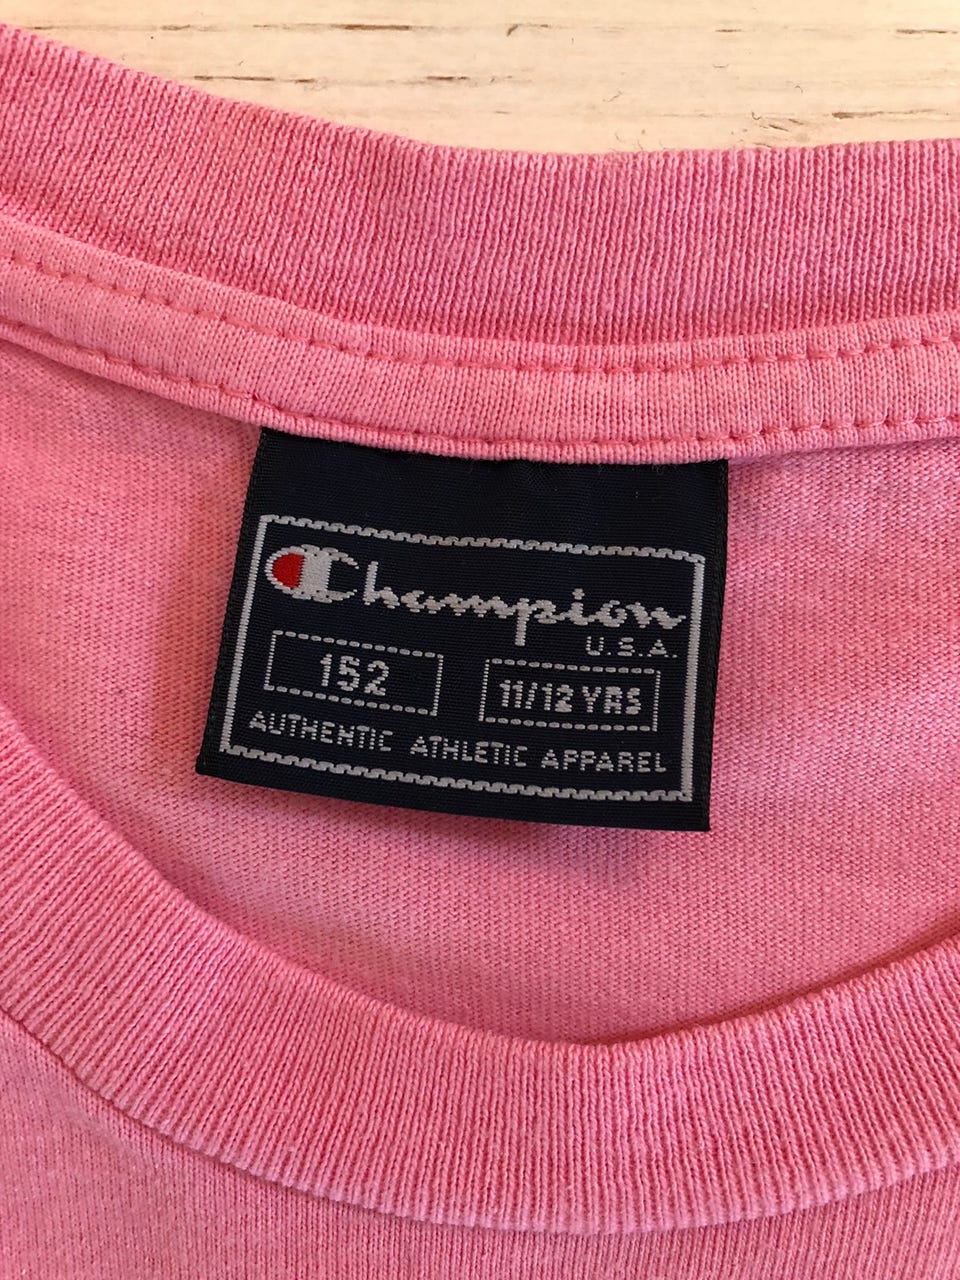 Champion
U.S.A.
152
11/12 YRS
AUTHENTIC ATHLETIC APPAREL